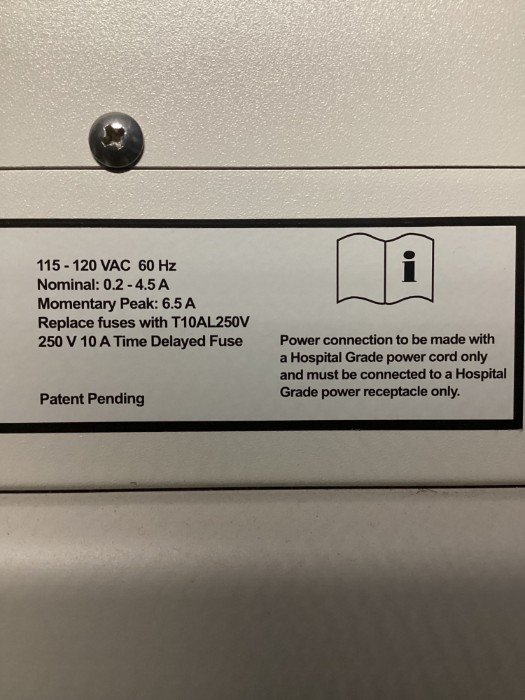 115 - 120 VAC 60 Hz
Nominal: 0.2 - 4.5 A
Momentary Peak: 6.5 A
Replace fuses with T10AL250V
250 V 10 A Time Delayed Fuse
Patent Pending
i
Power connection to be made with
a Hospital Grade power cord only
and must be connected to a Hospital
Grade power receptacle only.